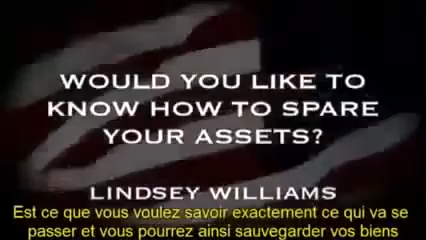 WOULD YOU LIKE TO
KNOW HOW TO SPARE
YOUR ASSETS?
LINDSEY WILLIAMS
Est ce que vous voulez savoir exactement ce qui va se
passer et vous pourrez ainsi sauvegarder vos biens